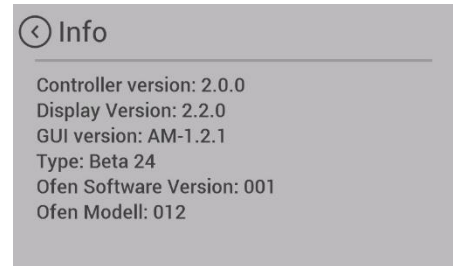 Info
Controller version: 2.0.0
Display Version: 2.2.0
GUI version: AM-1.2.1
Type: Beta 24
Ofen Software Version: 001
Ofen Modell: 012